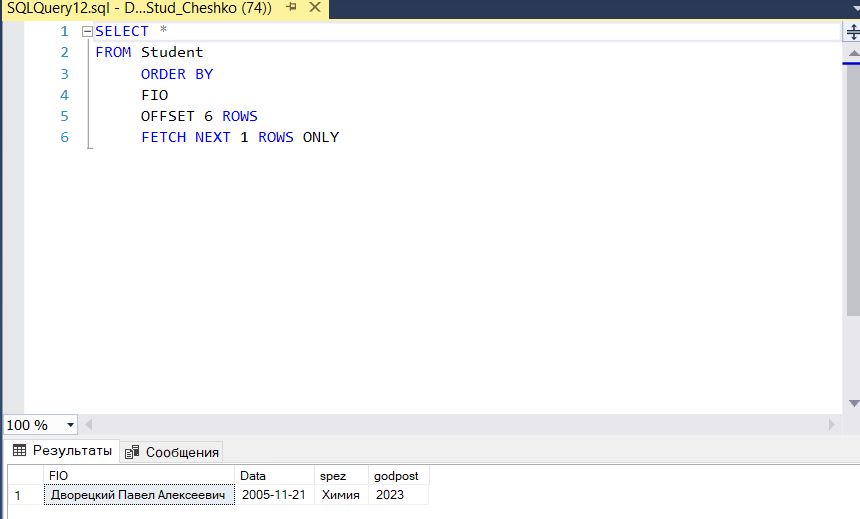 SQLQuery12.sql - D...Stud_Cheshko (74))
1 SELECT *
2 FROM Student
3 ORDER BY
4 FIO
5 OFFSET 6 ROWS
6 FETCH NEXT 1 ROWS ONLY
100 %
Результаты Сообщения
FIO Data spez godpost
1 Дворецкий Павел Алексеевич 2005-11-21 Химия 2023